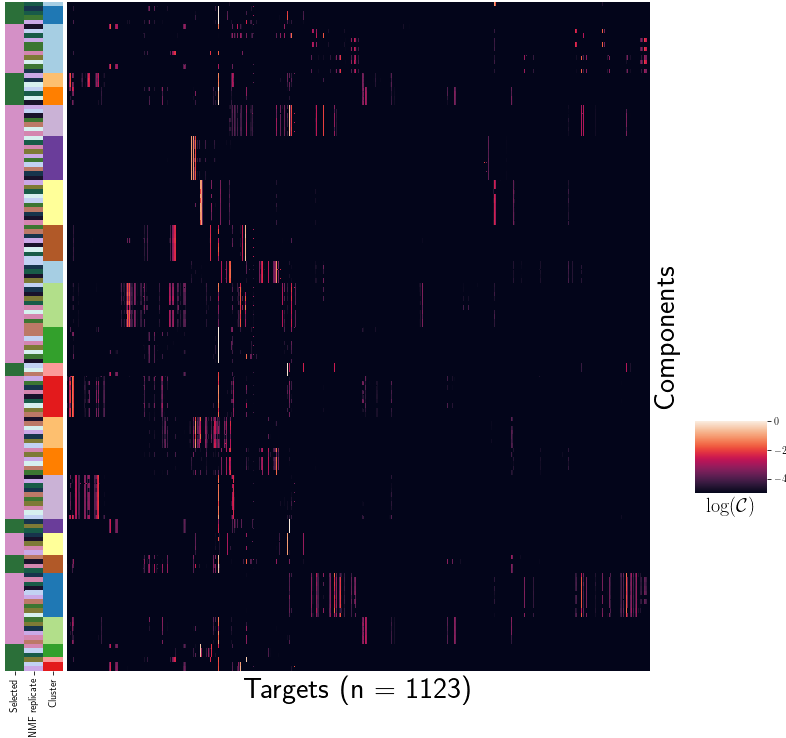 Components
0
−2
−4
log(𝒞)
Targets (n = 1123)
Selected
NMF replicate
Cluster